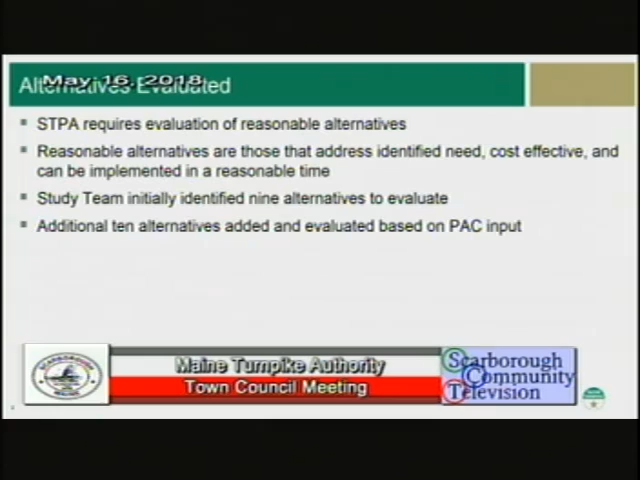 May 16, 2018
Alternatives Evaluated
STPA requires evaluation of reasonable alternatives
Reasonable alternatives are those that address identified need, cost effective, and
can be implemented in a reasonable time
Study Team initially identified nine alternatives to evaluate
Additional ten alternatives added and evaluated based on PAC input
SCARBOROUGH
Maine Turnpike Authority
Town Council Meeting
Scarborough
Community
Television